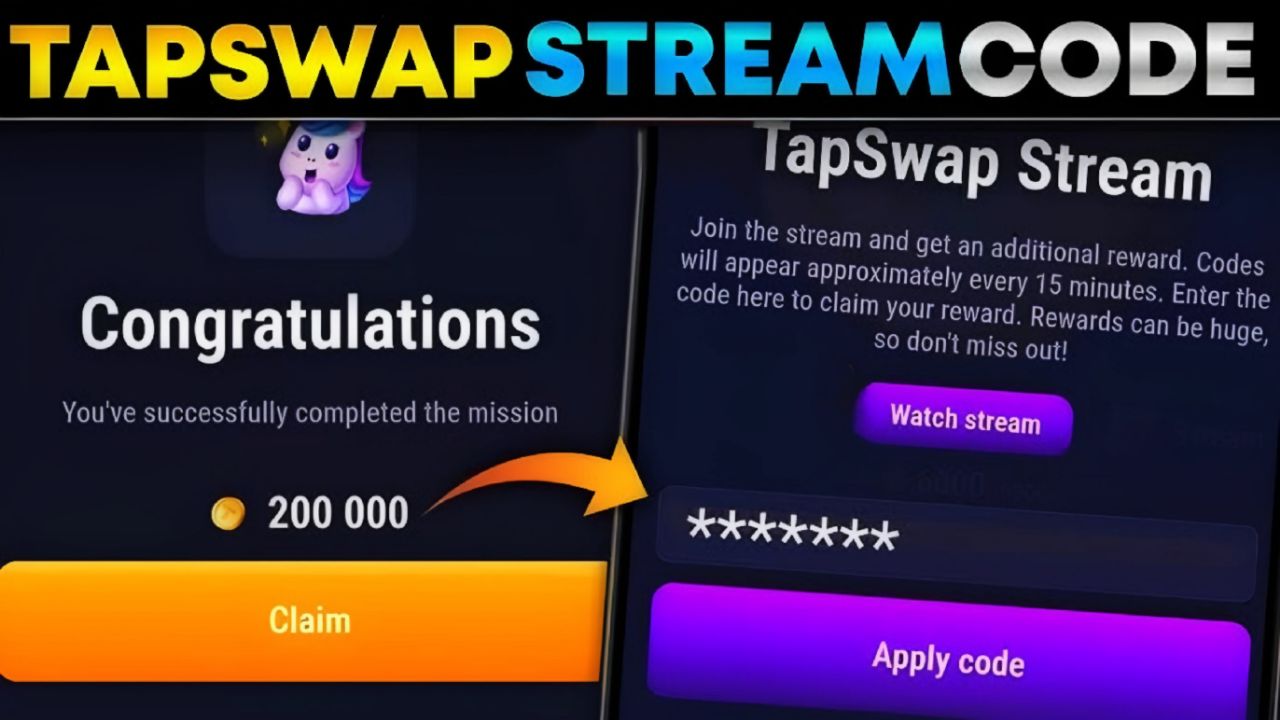 TAPSWAP STREAM CODE
Congratulations
You've successfully completed the mission
200 000
Claim
TapSwap Stream
Join the stream and get an additional reward. Codes
will appear approximately every 15 minutes. Enter the
code here to claim your reward. Rewards can be huge,
so don't miss out!
Watch stream
*******
Apply code